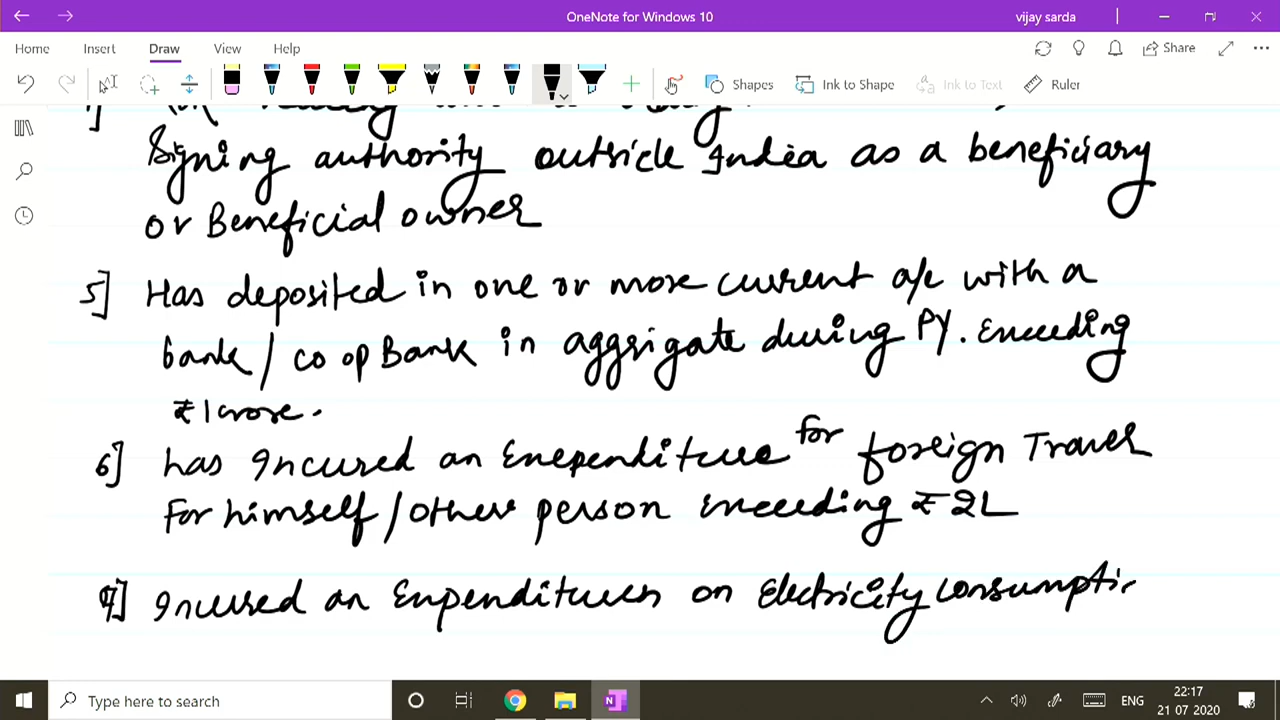 OneNote for Windows 10
vijay sarda
Home Insert Draw View Help
Share
Shapes Ink to Shape Ink to Text Ruler
Signing authority outside India as a beneficiary
or Beneficial owner
5] Has deposited in one or more current a/c with a
bank / co op Bank in aggrigate during PY. Exceeding
₹ 1 crore.
6] has Incured an Enependiture for foreign Travel
For himself / other person exceeding ₹ 2L
7] Incured an Expenditures on Electricity consumptio
Type here to search
ENG
22:17
21 07 2020